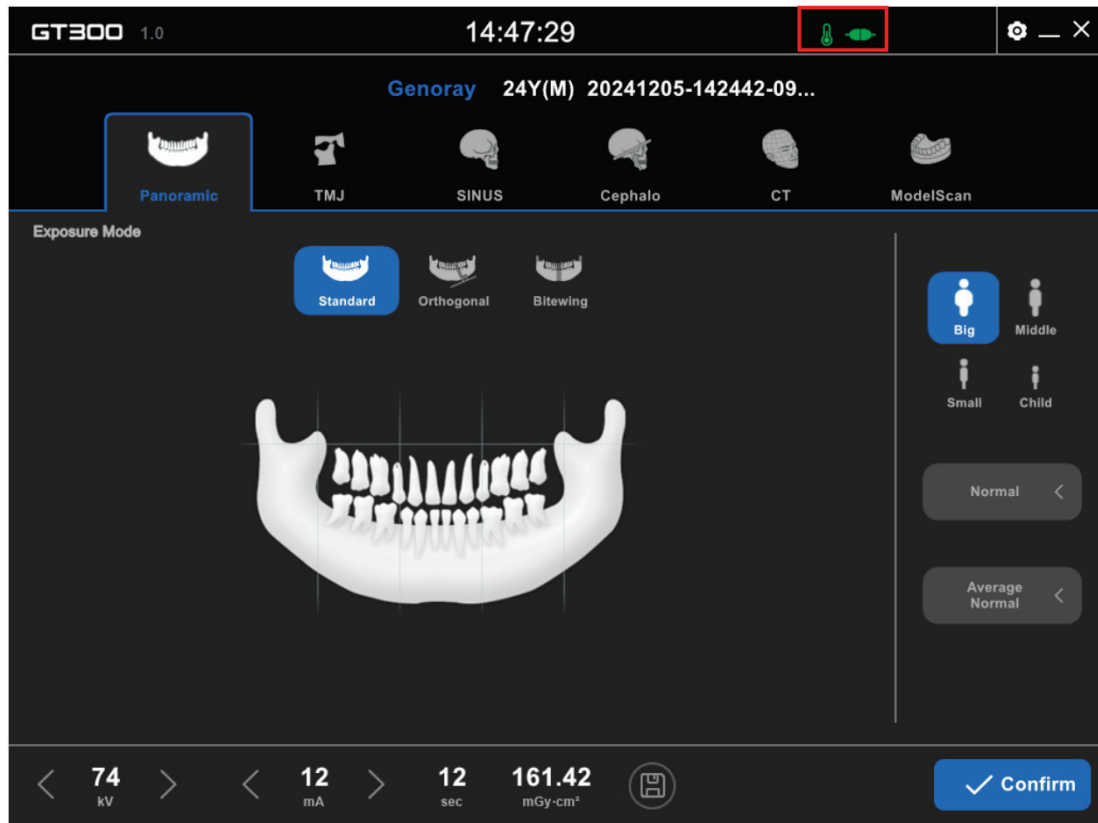 GT300 1.0 14:47:29
Genoray 24Y(M) 20241205-142442-09...
Panoramic TMJ SINUS Cephalo CT ModelScan
Exposure Mode
Standard Orthogonal Bitewing
Big Middle
Small Child
Normal
Average
Normal
74 12 12 161.42
kV mA sec mGy·cm²
Confirm